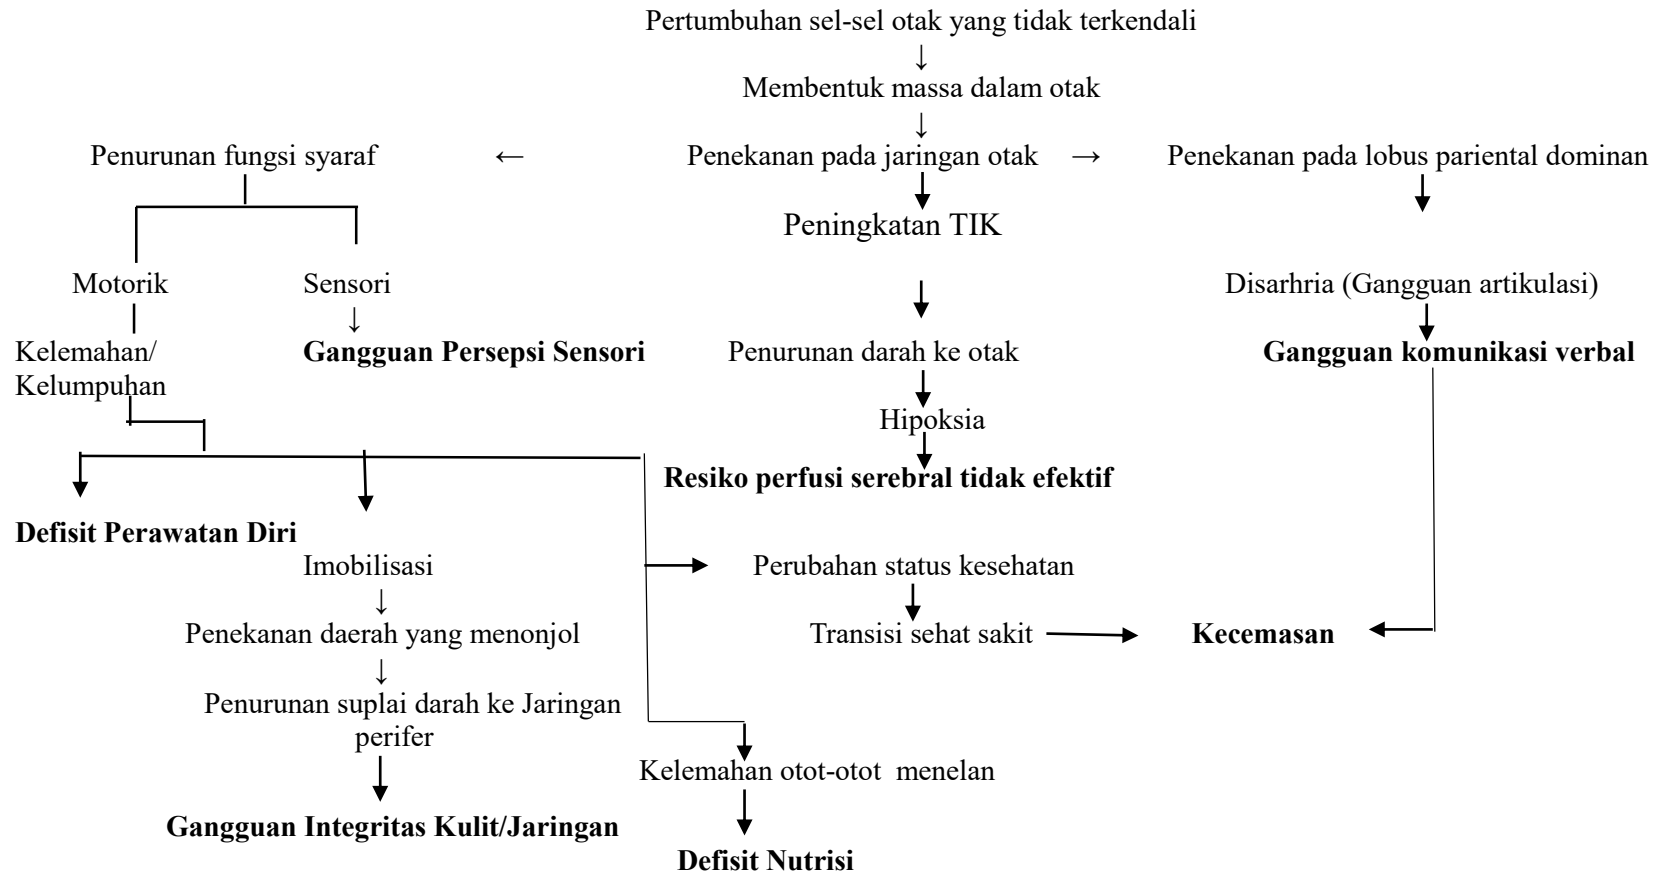 Pertumbuhan sel-sel otak yang tidak terkendali
↓
Membentuk massa dalam otak
↓
Penurunan fungsi syaraf ← Penekanan pada jaringan otak → Penekanan pada lobus pariental dominan
Peningkatan TIK
Motorik Sensori Disarhria (Gangguan artikulasi)
↓
Kelemahan/ Gangguan Persepsi Sensori Penurunan darah ke otak Gangguan komunikasi verbal
Kelumpuhan
Hipoksia
Resiko perfusi serebral tidak efektif
Defisit Perawatan Diri
Imobilisasi Perubahan status kesehatan
↓
Penekanan daerah yang menonjol Transisi sehat sakit Kecemasan
↓
Penurunan suplai darah ke Jaringan
perifer
Kelemahan otot-otot menelan
Gangguan Integritas Kulit/Jaringan
Defisit Nutrisi